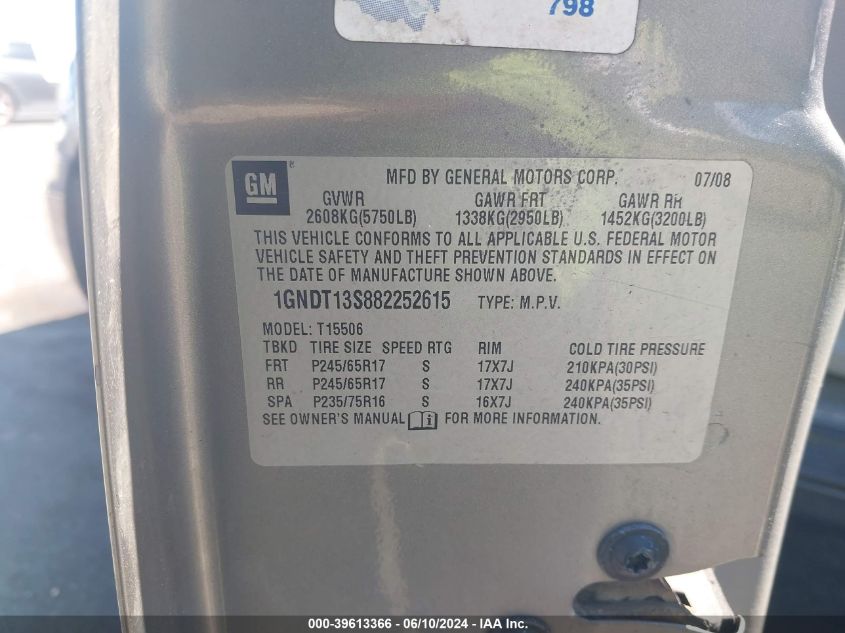 798
GM ® MFD BY GENERAL MOTORS CORP. 07/08
GVWR GAWR FRT GAWR RR
2608KG(5750LB) 1338KG(2950LB) 1452KG(3200LB)
THIS VEHICLE CONFORMS TO ALL APPLICABLE U.S. FEDERAL MOTOR
VEHICLE SAFETY AND THEFT PREVENTION STANDARDS IN EFFECT ON
THE DATE OF MANUFACTURE SHOWN ABOVE.
1GNDT13S882252615 TYPE: M.P.V.
MODEL: T15506
TBKD TIRE SIZE SPEED RTG RIM COLD TIRE PRESSURE
FRT P245/65R17 S 17X7J 210KPA(30PSI)
RR P245/65R17 S 17X7J 240KPA(35PSI)
SPA P235/75R16 S 16X7J 240KPA(35PSI)
SEE OWNER'S MANUAL i FOR MORE INFORMATION.
000-39613366 - 06/10/2024 - IAA Inc.